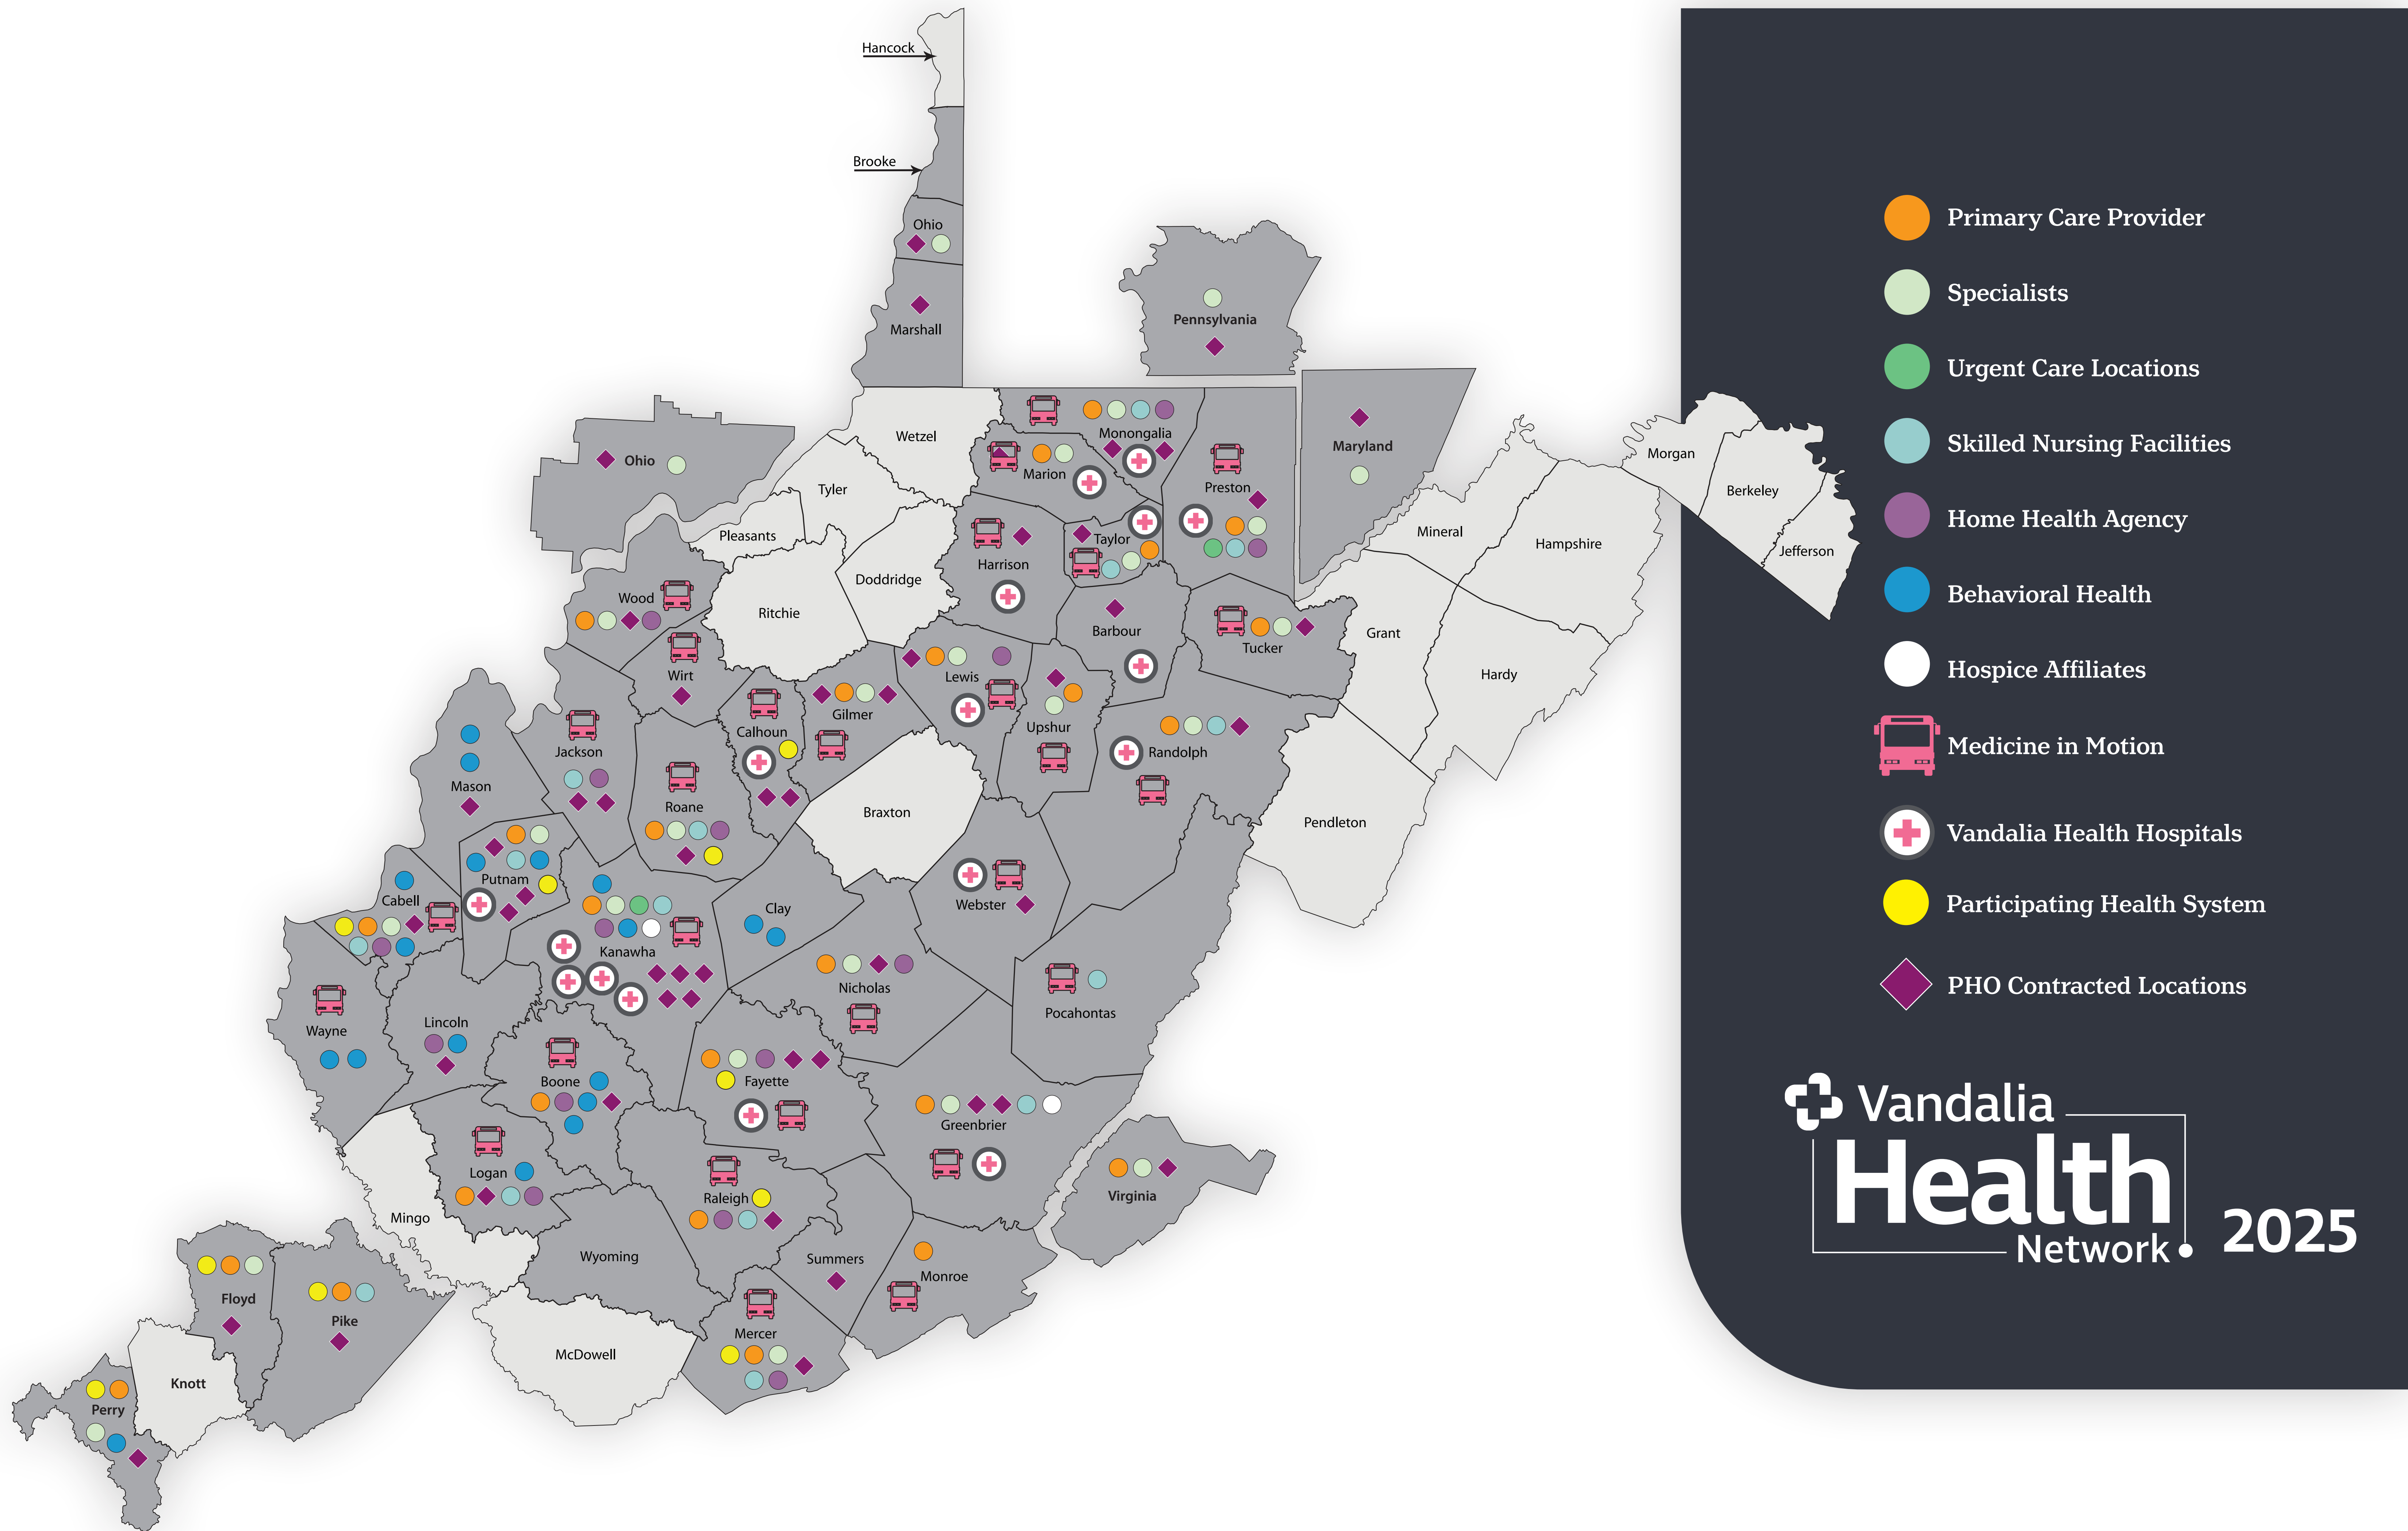 Hancock
Brooke
Ohio
Marshall
Pennsylvania
Wetzel
Monongalia
Marion
Maryland
Ohio
Tyler
Preston
Morgan
Berkeley
Jefferson
Pleasants
Taylor
Mineral
Hampshire
Harrison
Doddridge
Wood
Ritchie
Barbour
Grant
Tucker
Hardy
Wirt
Lewis
Gilmer
Upshur
Calhoun
Jackson
Randolph
Mason
Roane
Braxton
Pendleton
Putnam
Cabell
Clay
Webster
Kanawha
Nicholas
Pocahontas
Wayne
Lincoln
Boone
Fayette
Greenbrier
Logan
Raleigh
Virginia
Mingo
Wyoming
Summers
Monroe
Floyd
Pike
Mercer
McDowell
Knott
Perry
Primary Care Provider
Specialists
Urgent Care Locations
Skilled Nursing Facilities
Home Health Agency
Behavioral Health
Hospice Affiliates
Medicine in Motion
Vandalia Health Hospitals
Participating Health System
PHO Contracted Locations
Vandalia
Health
Network
2025